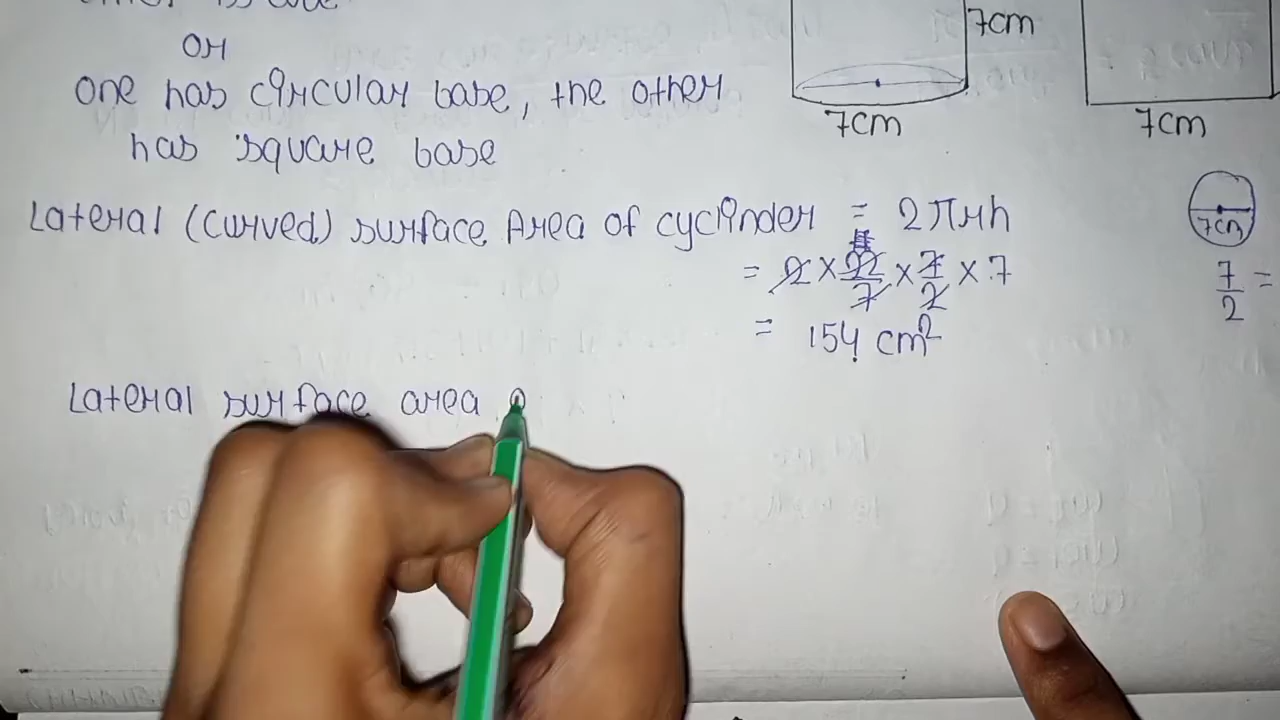 OR
7cm
one has circular base, the other
7cm
7cm
has square base
Lateral (curved) surface Area of cylinder = 2πrh
7cm
= 2 × 22/7 × 7/2 × 7
7/2 =
= 154 cm²
Lateral surface area